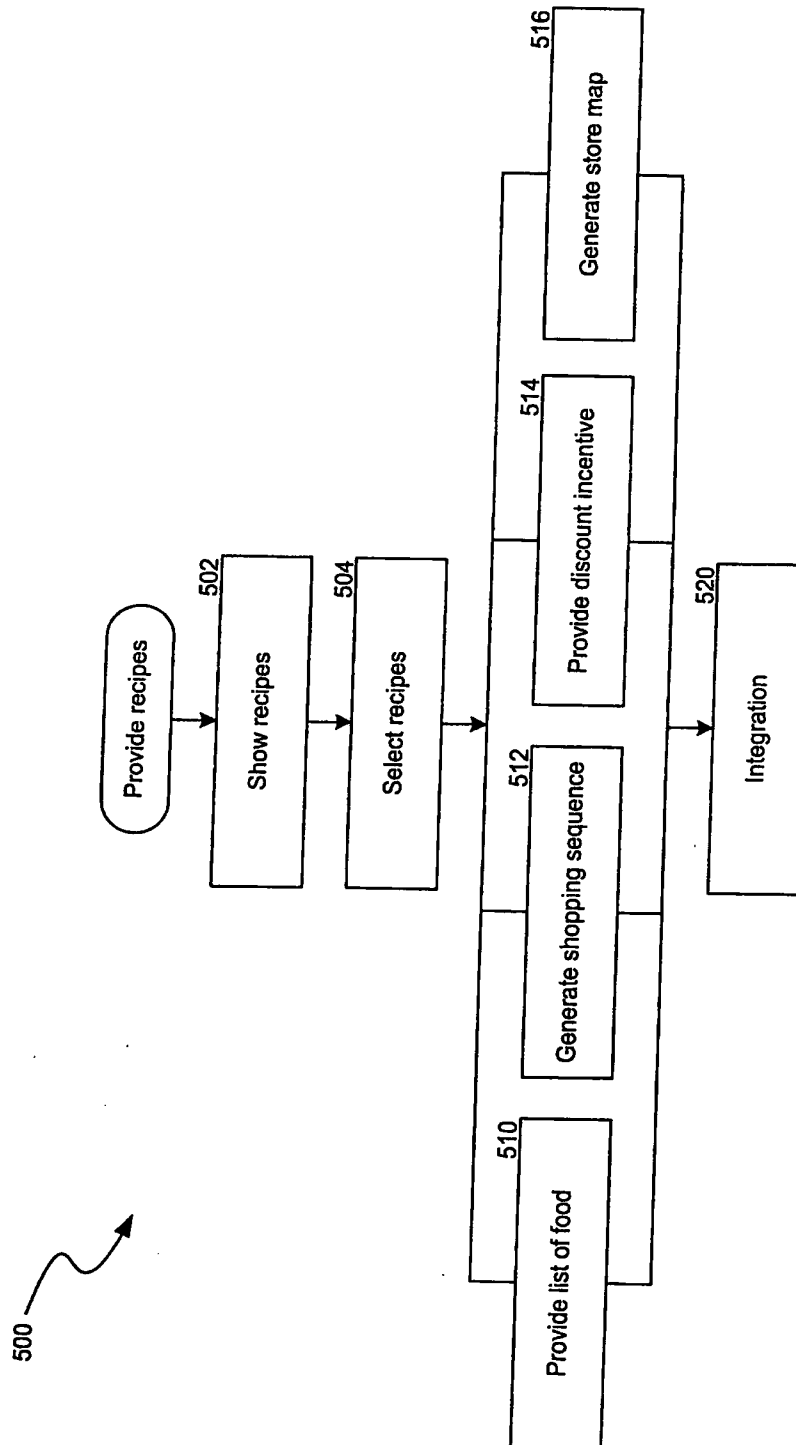 500
Provide recipes
502
Show recipes
504
Select recipes
510
Provide list of food
512
Generate shopping sequence
514
Provide discount incentive
516
Generate store map
520
Integration